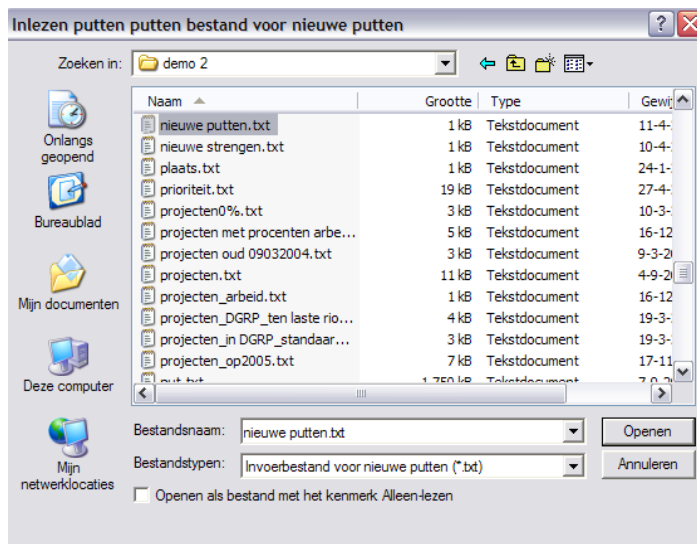 Inlezen putten putten bestand voor nieuwe putten
Zoeken in: demo 2
Naam Grootte Type
nieuwe putten.txt 1 kB Tekstdocument 11-4-
nieuwe strengen.txt 1 kB Tekstdocument 10-4-
plaats.txt 1 kB Tekstdocument 24-1-
prioriteit.txt 19 kB Tekstdocument 27-4-
projecten0%.txt 3 kB Tekstdocument 10-3-
projecten met procenten arbe... 5 kB Tekstdocument 16-12
projecten oud 09032004.txt 3 kB Tekstdocument 9-3-2
projecten.txt 11 kB Tekstdocument 4-9-2
projecten_arbeid.txt 1 kB Tekstdocument 16-12
projecten_DGRP_ten laste rio... 4 kB Tekstdocument 19-3-
projecten_in DGRP_standaar... 3 kB Tekstdocument 19-3-
projecten_op2005.txt 7 kB Tekstdocument 17-11
put.txt 1.750 kB Tekstdocument
Onlangs
geopend
Bureaublad
Mijn documenten
Deze computer
Mijn
netwerklocaties
Bestandsnaam: nieuwe putten.txt Openen
Bestandstypen: Invoerbestand voor nieuwe putten (*.txt) Annuleren
Openen als bestand met het kenmerk Alleen-lezen